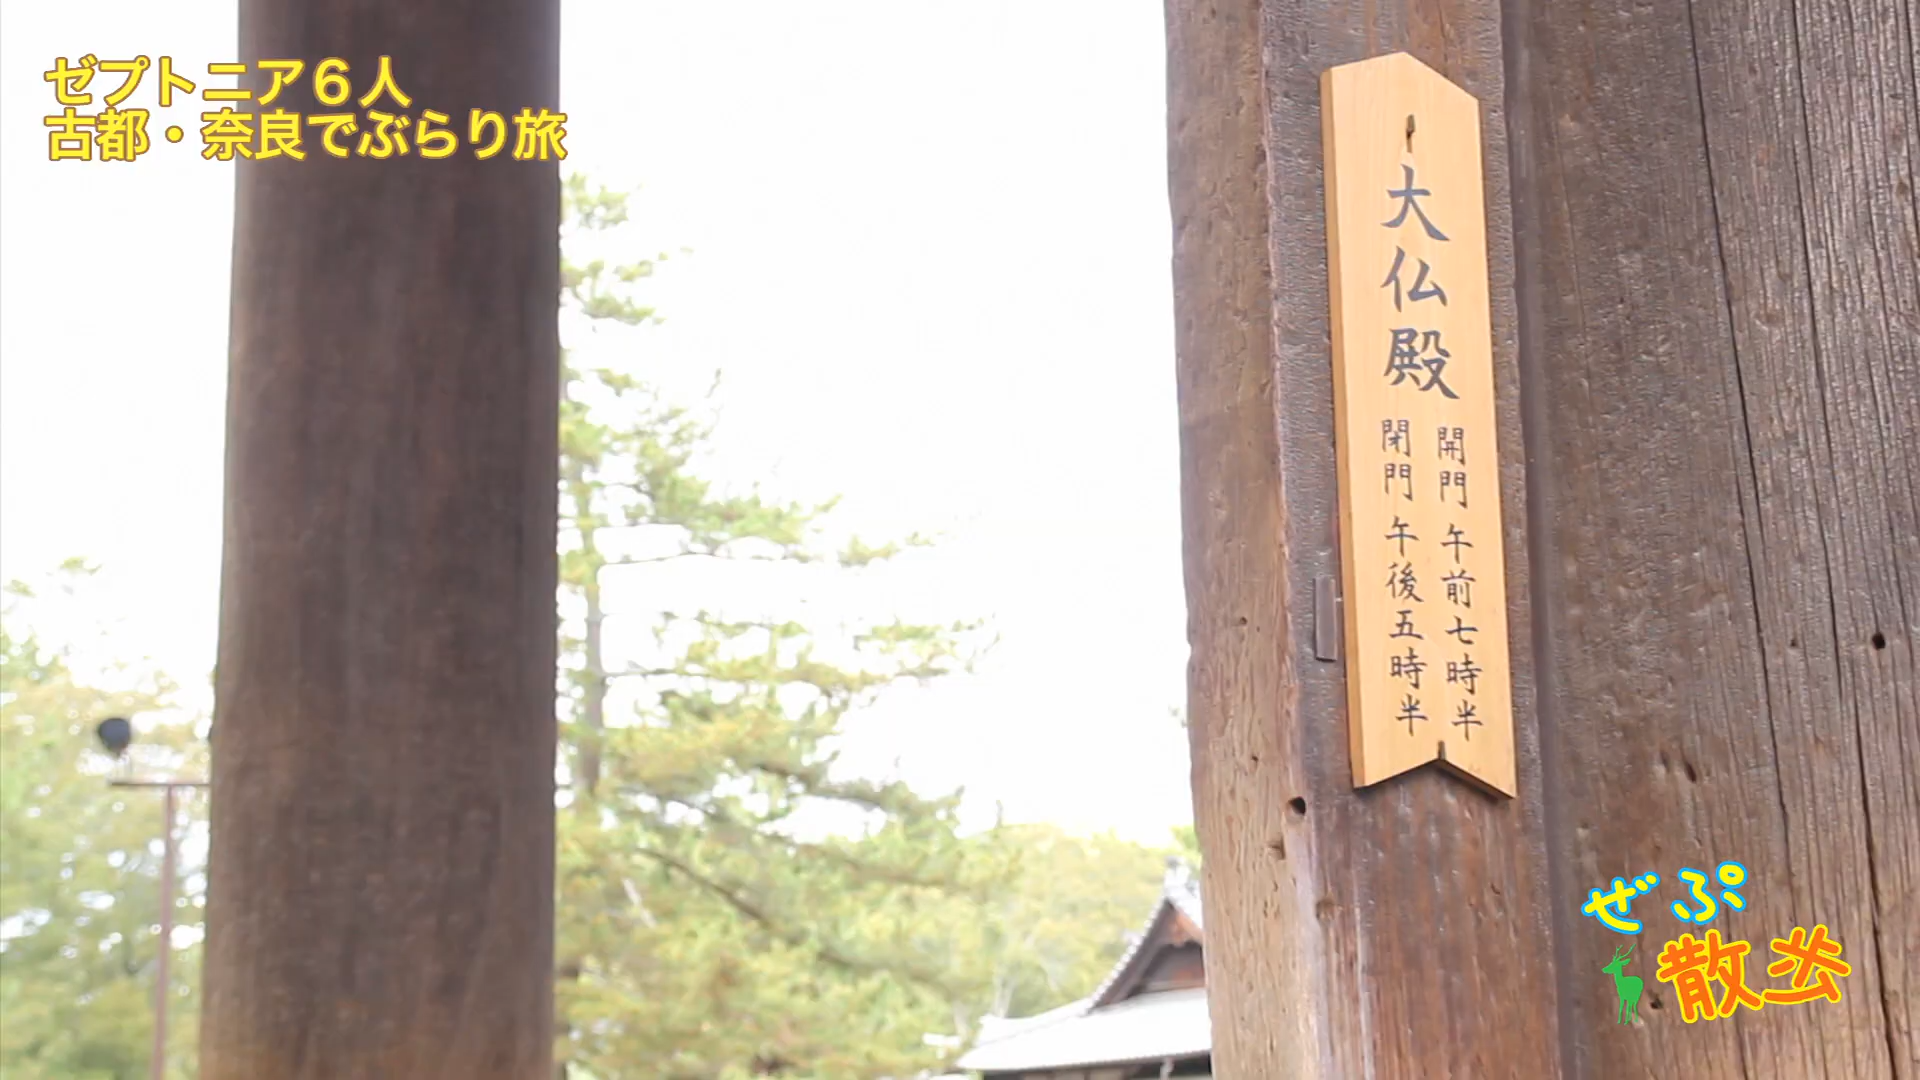 ゼプトニア６人
古都・奈良でぶらり旅
大仏殿
開門 午前七時半
閉門 午後五時半
ぜぷ
散歩